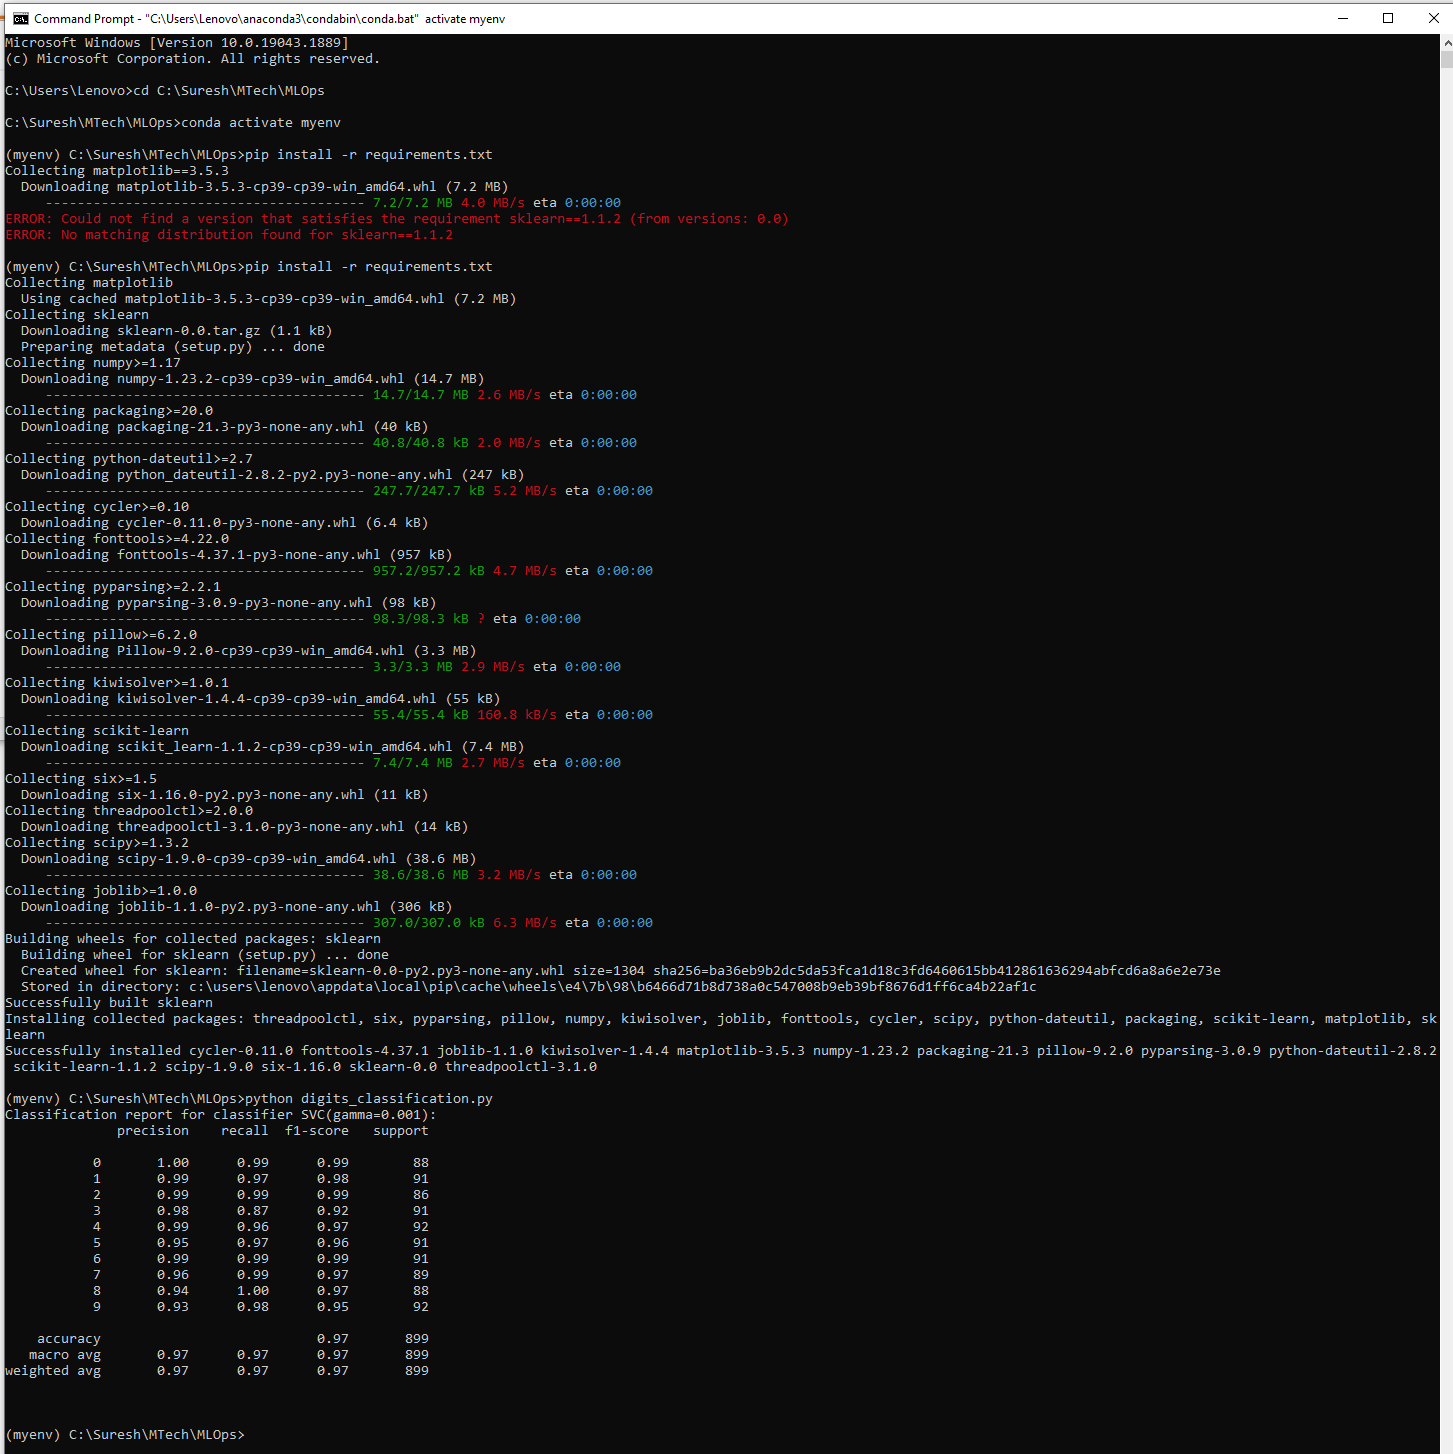 Command Prompt - "C:\Users\Lenovo\anaconda3\condabin\conda.bat"  activate myenv
Microsoft Windows [Version 10.0.19043.1889]
(c) Microsoft Corporation. All rights reserved.
C:\Users\Lenovo>cd C:\Suresh\MTech\MLOps
C:\Suresh\MTech\MLOps>conda activate myenv
(myenv) C:\Suresh\MTech\MLOps>pip install -r requirements.txt
Collecting matplotlib==3.5.3
  Downloading matplotlib-3.5.3-cp39-cp39-win_amd64.whl (7.2 MB)
     ---------------------------------------- 7.2/7.2 MB 4.0 MB/s eta 0:00:00
ERROR: Could not find a version that satisfies the requirement sklearn==1.1.2 (from versions: 0.0)
ERROR: No matching distribution found for sklearn==1.1.2
(myenv) C:\Suresh\MTech\MLOps>pip install -r requirements.txt
Collecting matplotlib
  Using cached matplotlib-3.5.3-cp39-cp39-win_amd64.whl (7.2 MB)
Collecting sklearn
  Downloading sklearn-0.0.tar.gz (1.1 kB)
  Preparing metadata (setup.py) ... done
Collecting numpy>=1.17
  Downloading numpy-1.23.2-cp39-cp39-win_amd64.whl (14.7 MB)
     ---------------------------------------- 14.7/14.7 MB 2.6 MB/s eta 0:00:00
Collecting packaging>=20.0
  Downloading packaging-21.3-py3-none-any.whl (40 kB)
     ---------------------------------------- 40.8/40.8 kB 2.0 MB/s eta 0:00:00
Collecting python-dateutil>=2.7
  Downloading python_dateutil-2.8.2-py2.py3-none-any.whl (247 kB)
     ---------------------------------------- 247.7/247.7 kB 5.2 MB/s eta 0:00:00
Collecting cycler>=0.10
  Downloading cycler-0.11.0-py3-none-any.whl (6.4 kB)
Collecting fonttools>=4.22.0
  Downloading fonttools-4.37.1-py3-none-any.whl (957 kB)
     ---------------------------------------- 957.2/957.2 kB 4.7 MB/s eta 0:00:00
Collecting pyparsing>=2.2.1
  Downloading pyparsing-3.0.9-py3-none-any.whl (98 kB)
     ---------------------------------------- 98.3/98.3 kB ? eta 0:00:00
Collecting pillow>=6.2.0
  Downloading Pillow-9.2.0-cp39-cp39-win_amd64.whl (3.3 MB)
     ---------------------------------------- 3.3/3.3 MB 2.9 MB/s eta 0:00:00
Collecting kiwisolver>=1.0.1
  Downloading kiwisolver-1.4.4-cp39-cp39-win_amd64.whl (55 kB)
     ---------------------------------------- 55.4/55.4 kB 160.8 kB/s eta 0:00:00
Collecting scikit-learn
  Downloading scikit_learn-1.1.2-cp39-cp39-win_amd64.whl (7.4 MB)
     ---------------------------------------- 7.4/7.4 MB 2.7 MB/s eta 0:00:00
Collecting six>=1.5
  Downloading six-1.16.0-py2.py3-none-any.whl (11 kB)
Collecting threadpoolctl>=2.0.0
  Downloading threadpoolctl-3.1.0-py3-none-any.whl (14 kB)
Collecting scipy>=1.3.2
  Downloading scipy-1.9.0-cp39-cp39-win_amd64.whl (38.6 MB)
     ---------------------------------------- 38.6/38.6 MB 3.2 MB/s eta 0:00:00
Collecting joblib>=1.0.0
  Downloading joblib-1.1.0-py2.py3-none-any.whl (306 kB)
     ---------------------------------------- 307.0/307.0 kB 6.3 MB/s eta 0:00:00
Building wheels for collected packages: sklearn
  Building wheel for sklearn (setup.py) ... done
  Created wheel for sklearn: filename=sklearn-0.0-py2.py3-none-any.whl size=1304 sha256=ba36eb9b2dc5da53fca1d18c3fd6460615bb412861636294abfcd6a8a6e2e73e
  Stored in directory: c:\users\lenovo\appdata\local\pip\cache\wheels\e4\7b\98\b6466d71b8d738a0c547008b9eb39bf8676d1ff6ca4b22af1c
Successfully built sklearn
Installing collected packages: threadpoolctl, six, pyparsing, pillow, numpy, kiwisolver, joblib, fonttools, cycler, scipy, python-dateutil, packaging, scikit-learn, matplotlib, sk
learn
Successfully installed cycler-0.11.0 fonttools-4.37.1 joblib-1.1.0 kiwisolver-1.4.4 matplotlib-3.5.3 numpy-1.23.2 packaging-21.3 pillow-9.2.0 pyparsing-3.0.9 python-dateutil-2.8.2
 scikit-learn-1.1.2 scipy-1.9.0 six-1.16.0 sklearn-0.0 threadpoolctl-3.1.0
(myenv) C:\Suresh\MTech\MLOps>python digits_classification.py
Classification report for classifier SVC(gamma=0.001):
              precision    recall  f1-score   support
           0       1.00      0.99      0.99        88
           1       0.99      0.97      0.98        91
           2       0.99      0.99      0.99        86
           3       0.98      0.87      0.92        91
           4       0.99      0.96      0.97        92
           5       0.95      0.97      0.96        91
           6       0.99      0.99      0.99        91
           7       0.96      0.99      0.97        89
           8       0.94      1.00      0.97        88
           9       0.93      0.98      0.95        92
    accuracy                           0.97       899
   macro avg       0.97      0.97      0.97       899
weighted avg       0.97      0.97      0.97       899
(myenv) C:\Suresh\MTech\MLOps>